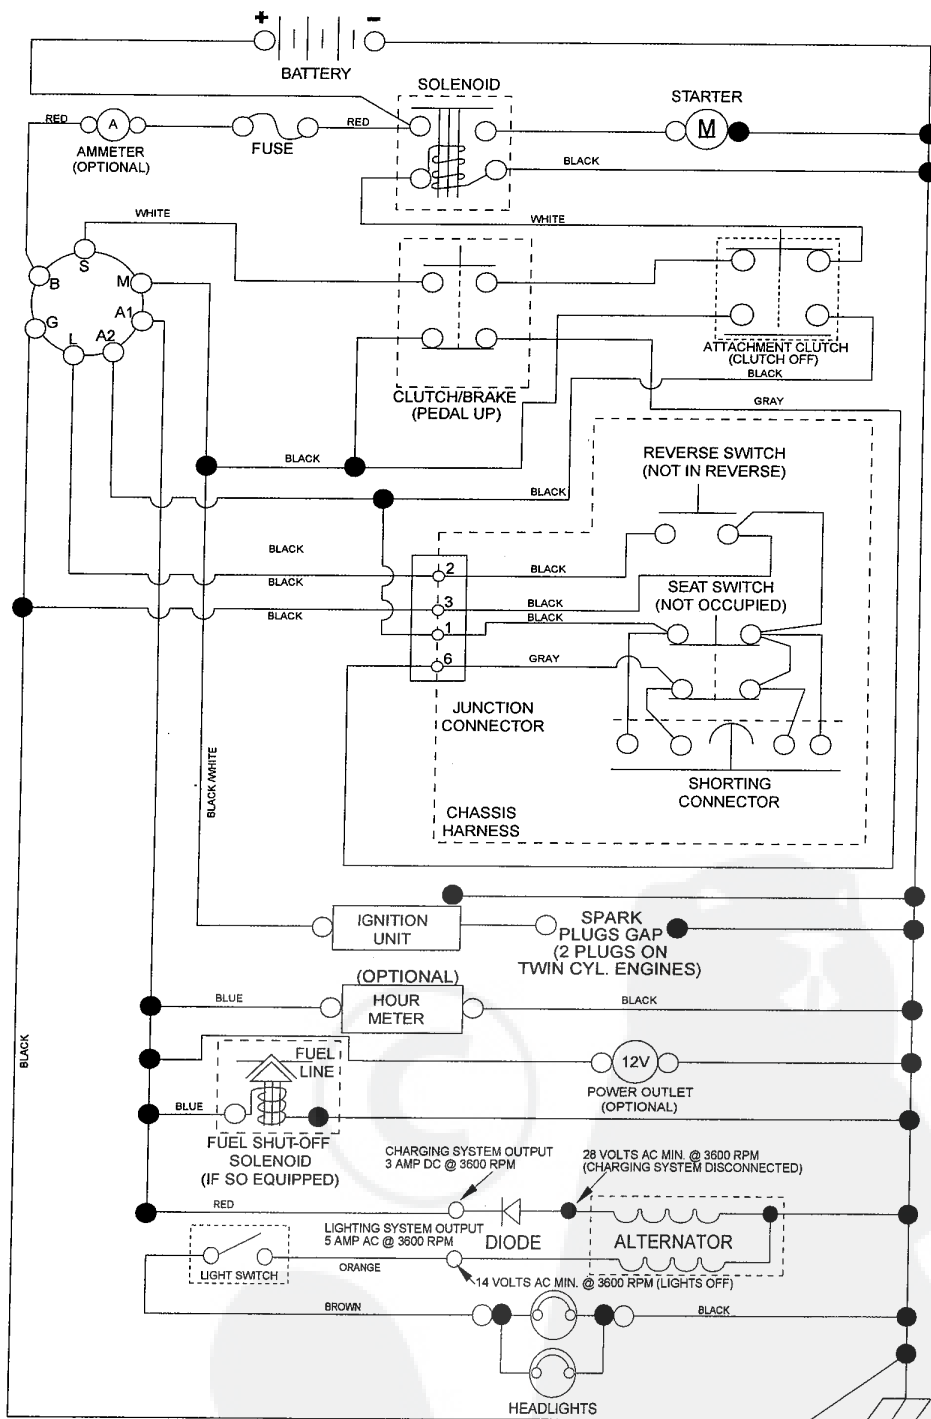 + -
BATTERY
SOLENOID
STARTER
RED
A
RED
M
AMMETER
(OPTIONAL)
FUSE
BLACK
WHITE
WHITE
S
B
M
G
A1
L
A2
ATTACHMENT CLUTCH
(CLUTCH OFF)
BLACK
CLUTCH/BRAKE
(PEDAL UP)
GRAY
REVERSE SWITCH
(NOT IN REVERSE)
BLACK
BLACK
BLACK
2
BLACK
BLACK
SEAT SWITCH
(NOT OCCUPIED)
3
BLACK
BLACK
BLACK
1
6
GRAY
JUNCTION
CONNECTOR
BLACK/WHITE
SHORTING
CONNECTOR
CHASSIS
HARNESS
IGNITION
UNIT
SPARK
PLUGS GAP
(2 PLUGS ON
TWIN CYL. ENGINES)
(OPTIONAL)
BLUE
HOUR
METER
BLACK
BLACK
FUEL
LINE
12V
POWER OUTLET
(OPTIONAL)
BLUE
FUEL SHUT-OFF
SOLENOID
(IF SO EQUIPPED)
CHARGING SYSTEM OUTPUT
3 AMP DC @ 3600 RPM
28 VOLTS AC MIN. @ 3600 RPM
(CHARGING SYSTEM DISCONNECTED)
RED
LIGHTING SYSTEM OUTPUT
5 AMP AC @ 3600 RPM
DIODE
ALTERNATOR
LIGHT SWITCH
ORANGE
14 VOLTS AC MIN. @ 3600 RPM (LIGHTS OFF)
BROWN
BLACK
HEADLIGHTS
©